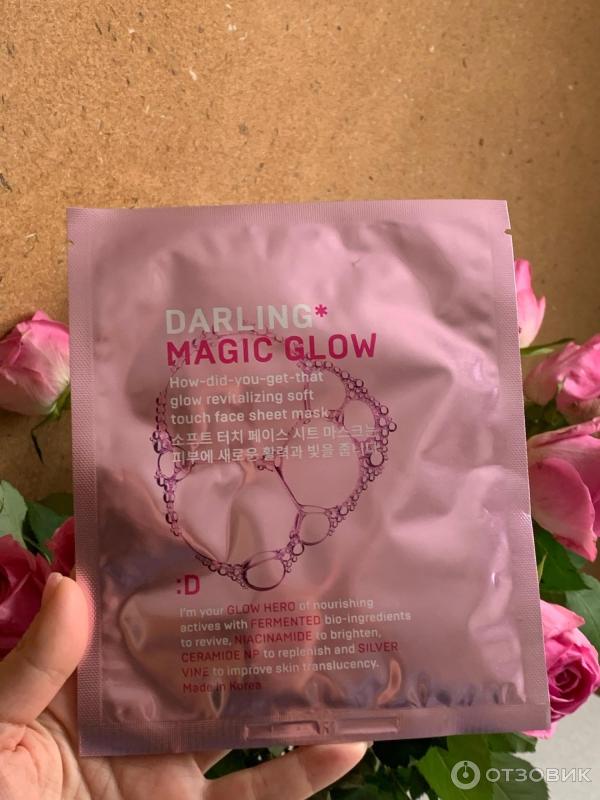 DARLING*
MAGIC GLOW
How-did-you-get-that
glow revitalizing soft
touch face sheet mask
소프트 터치 페이스 시트 마스크는
피부에 새로운 활력과 빛을 줍니다.
:D
I'm your GLOW HERO of nourishing
actives with FERMENTED bio-ingredients
to revive, NIACINAMIDE to brighten,
CERAMIDE NP to replenish and SILVER
VINE to improve skin translucency.
Made in Korea
ОТЗОВИК